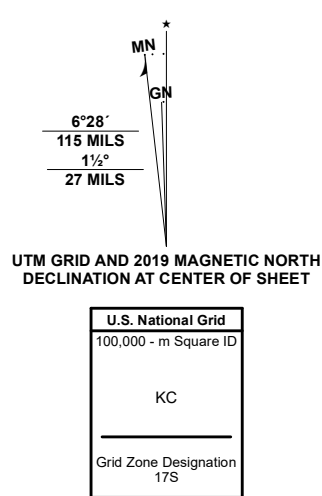 MN
GN
6°28´
115 MILS
1½°
27 MILS
UTM GRID AND 2019 MAGNETIC NORTH
DECLINATION AT CENTER OF SHEET
U.S. National Grid
100,000 - m Square ID
KC
Grid Zone Designation
17S